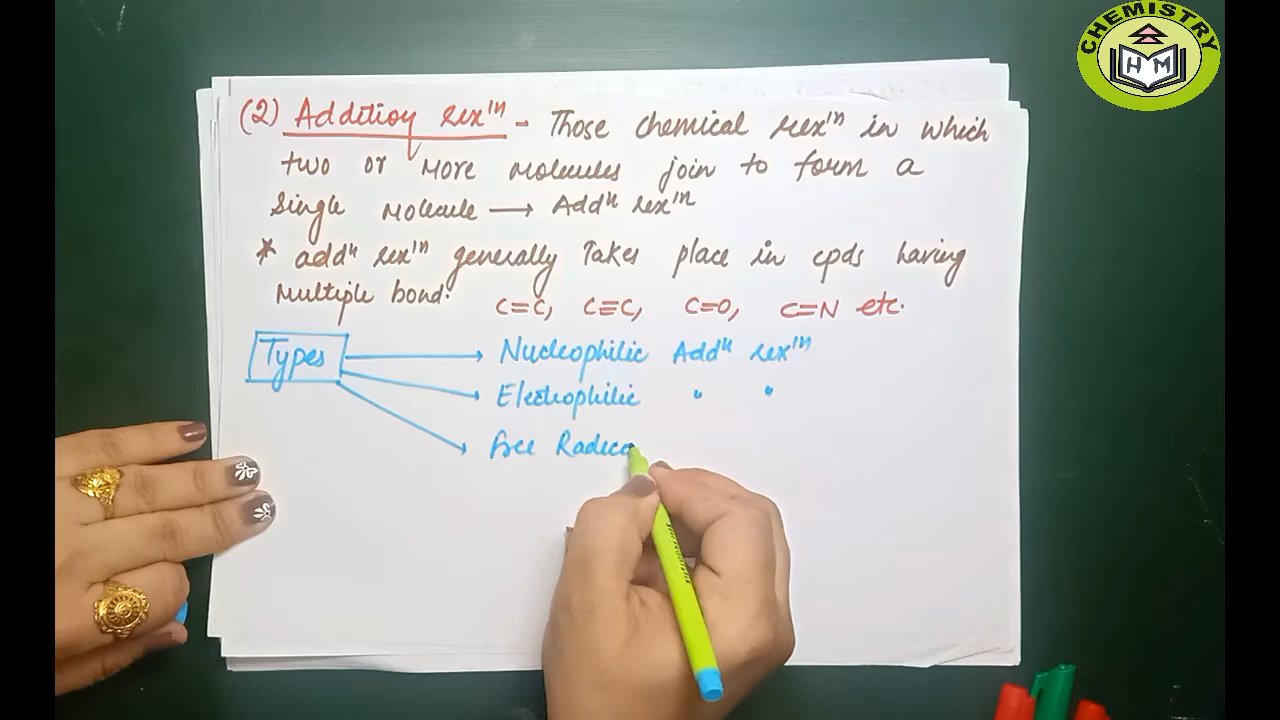 CHEMISTRY
H M
(2) Addition rexⁿ - Those chemical rexⁿ in which
two or more molecules join to form a
single molecule → Addⁿ rexⁿ
* addⁿ rexⁿ generally takes place in cpds having
multiple bond. C=C, C≡C, C=O, C=N etc.
Types → Nucleophilic Addⁿ rexⁿ
→ Electrophilic " "
→ Free Radica